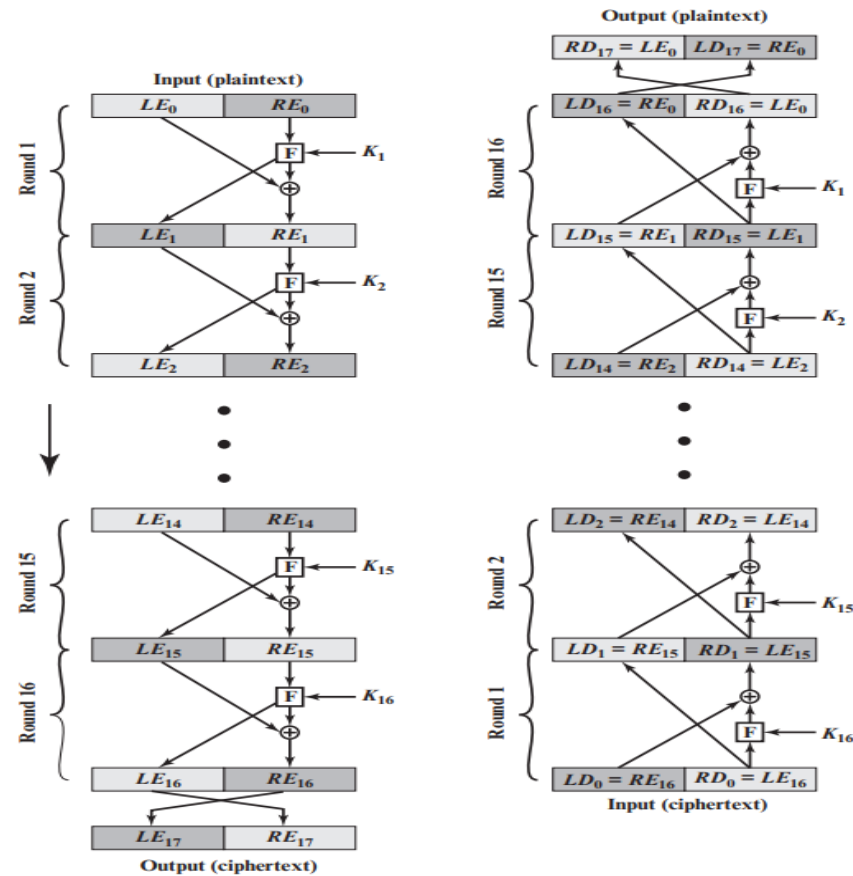 Input (plaintext)
LE₀ RE₀
Round 1
F K₁
+
LE₁ RE₁
Round 2
F K₂
+
LE₂ RE₂
LE₁₄ RE₁₄
Round 15
F K₁₅
+
LE₁₅ RE₁₅
Round 16
F K₁₆
+
LE₁₆ RE₁₆
LE₁₇ RE₁₇
Output (ciphertext)
Output (plaintext)
RD₁₇ = LE₀ LD₁₇ = RE₀
LD₁₆ = RE₀ RD₁₆ = LE₀
Round 16
+
F K₁
LD₁₅ = RE₁ RD₁₅ = LE₁
Round 15
+
F K₂
LD₁₄ = RE₂ RD₁₄ = LE₂
LD₂ = RE₁₄ RD₂ = LE₁₄
Round 2
+
F K₁₅
LD₁ = RE₁₅ RD₁ = LE₁₅
Round 1
+
F K₁₆
LD₀ = RE₁₆ RD₀ = LE₁₆
Input (ciphertext)